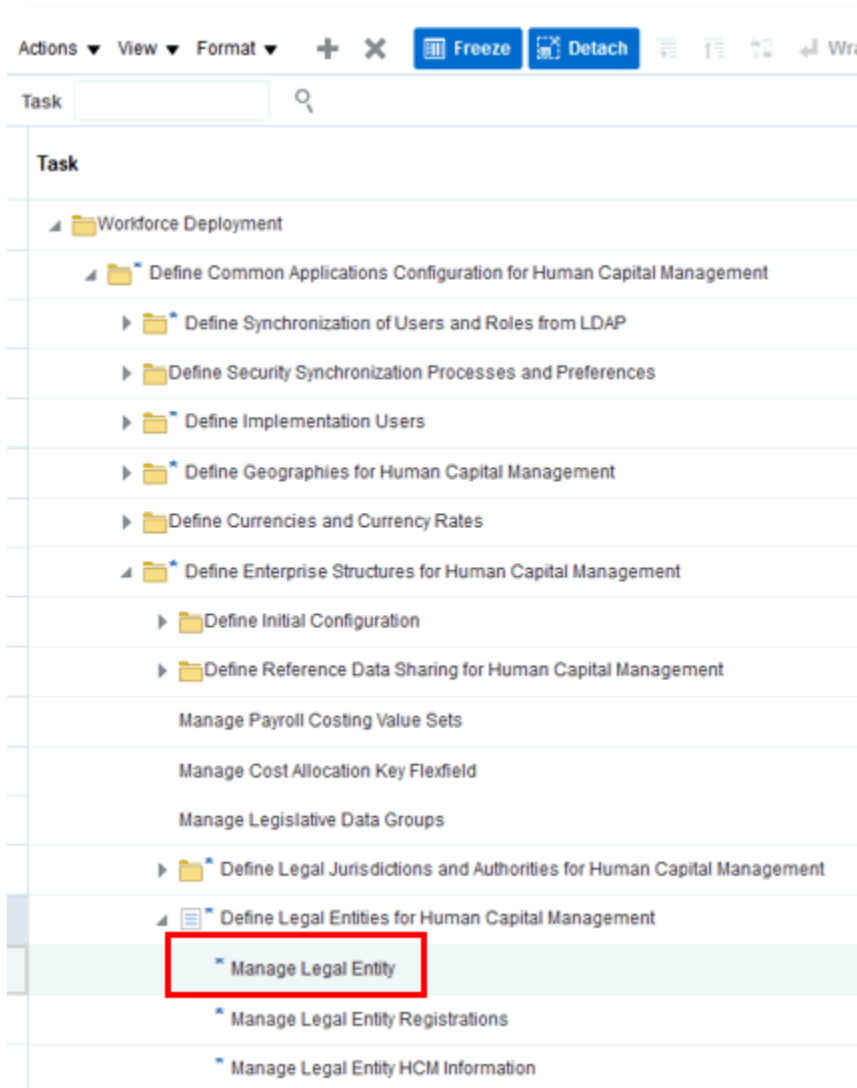 Actions View Format Freeze Detach
Task
Task
Workforce Deployment
* Define Common Applications Configuration for Human Capital Management
* Define Synchronization of Users and Roles from LDAP
Define Security Synchronization Processes and Preferences
* Define Implementation Users
* Define Geographies for Human Capital Management
Define Currencies and Currency Rates
* Define Enterprise Structures for Human Capital Management
Define Initial Configuration
Define Reference Data Sharing for Human Capital Management
Manage Payroll Costing Value Sets
Manage Cost Allocation Key Flexfield
Manage Legislative Data Groups
* Define Legal Jurisdictions and Authorities for Human Capital Management
* Define Legal Entities for Human Capital Management
* Manage Legal Entity
* Manage Legal Entity Registrations
* Manage Legal Entity HCM Information